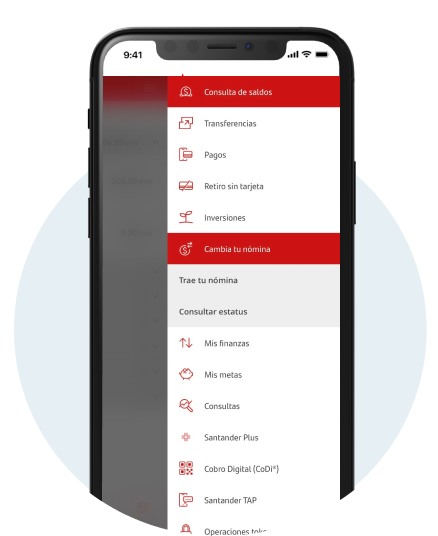 9:41
Consulta de saldos
Transferencias
Pagos
Retiro sin tarjeta
Inversiones
Cambia tu nómina
Trae tu nómina
Consultar estatus
Mis finanzas
Mis metas
Consultas
Santander Plus
Cobro Digital (CoDi®)
Santander TAP
Operaciones